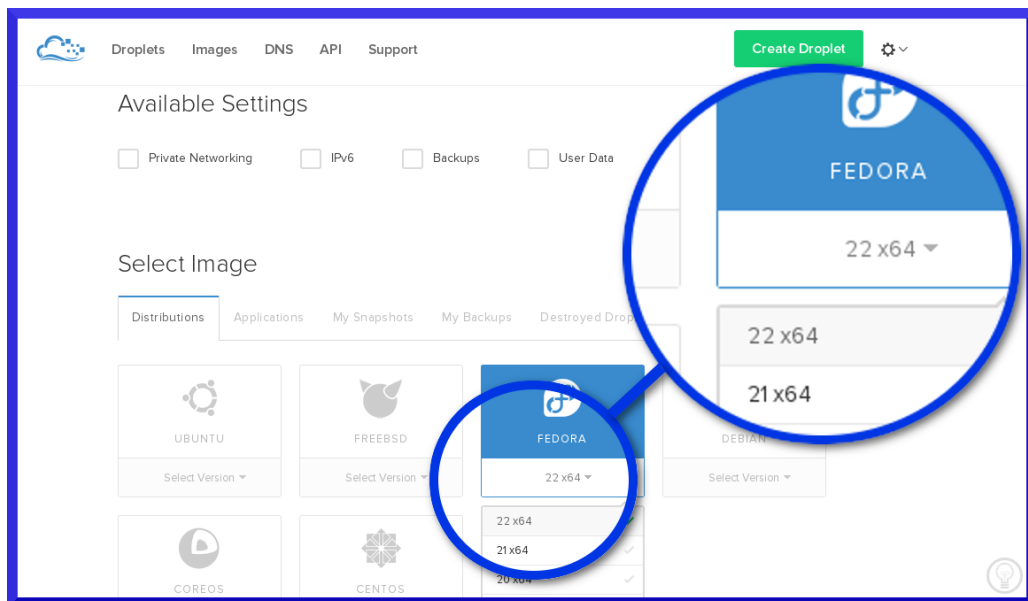 Droplets Images DNS API Support Create Droplet
Available Settings
Private Networking IPv6 Backups User Data
Select Image
Distributions Applications My Snapshots My Backups Destroyed Drop
UBUNTU FREEBSD FEDORA DEBIAN
Select Version Select Version 22 x64 Select Version
22 x64
21 x64
20 x64
COREOS CENTOS
FEDORA
22 x64
22 x64
21 x64